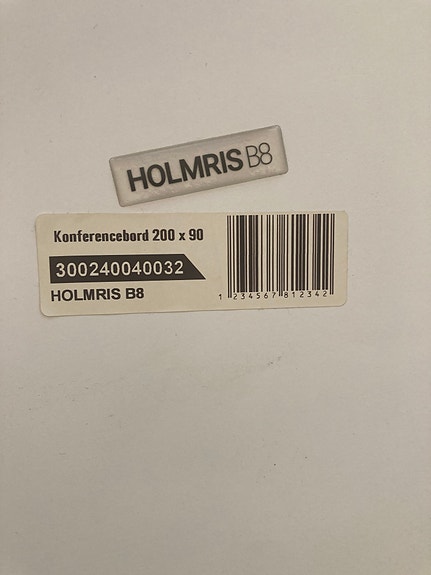 HOLMRIS B8
Konferencebord 200 x 90
300240040032
HOLMRIS B8
1 234567 812342